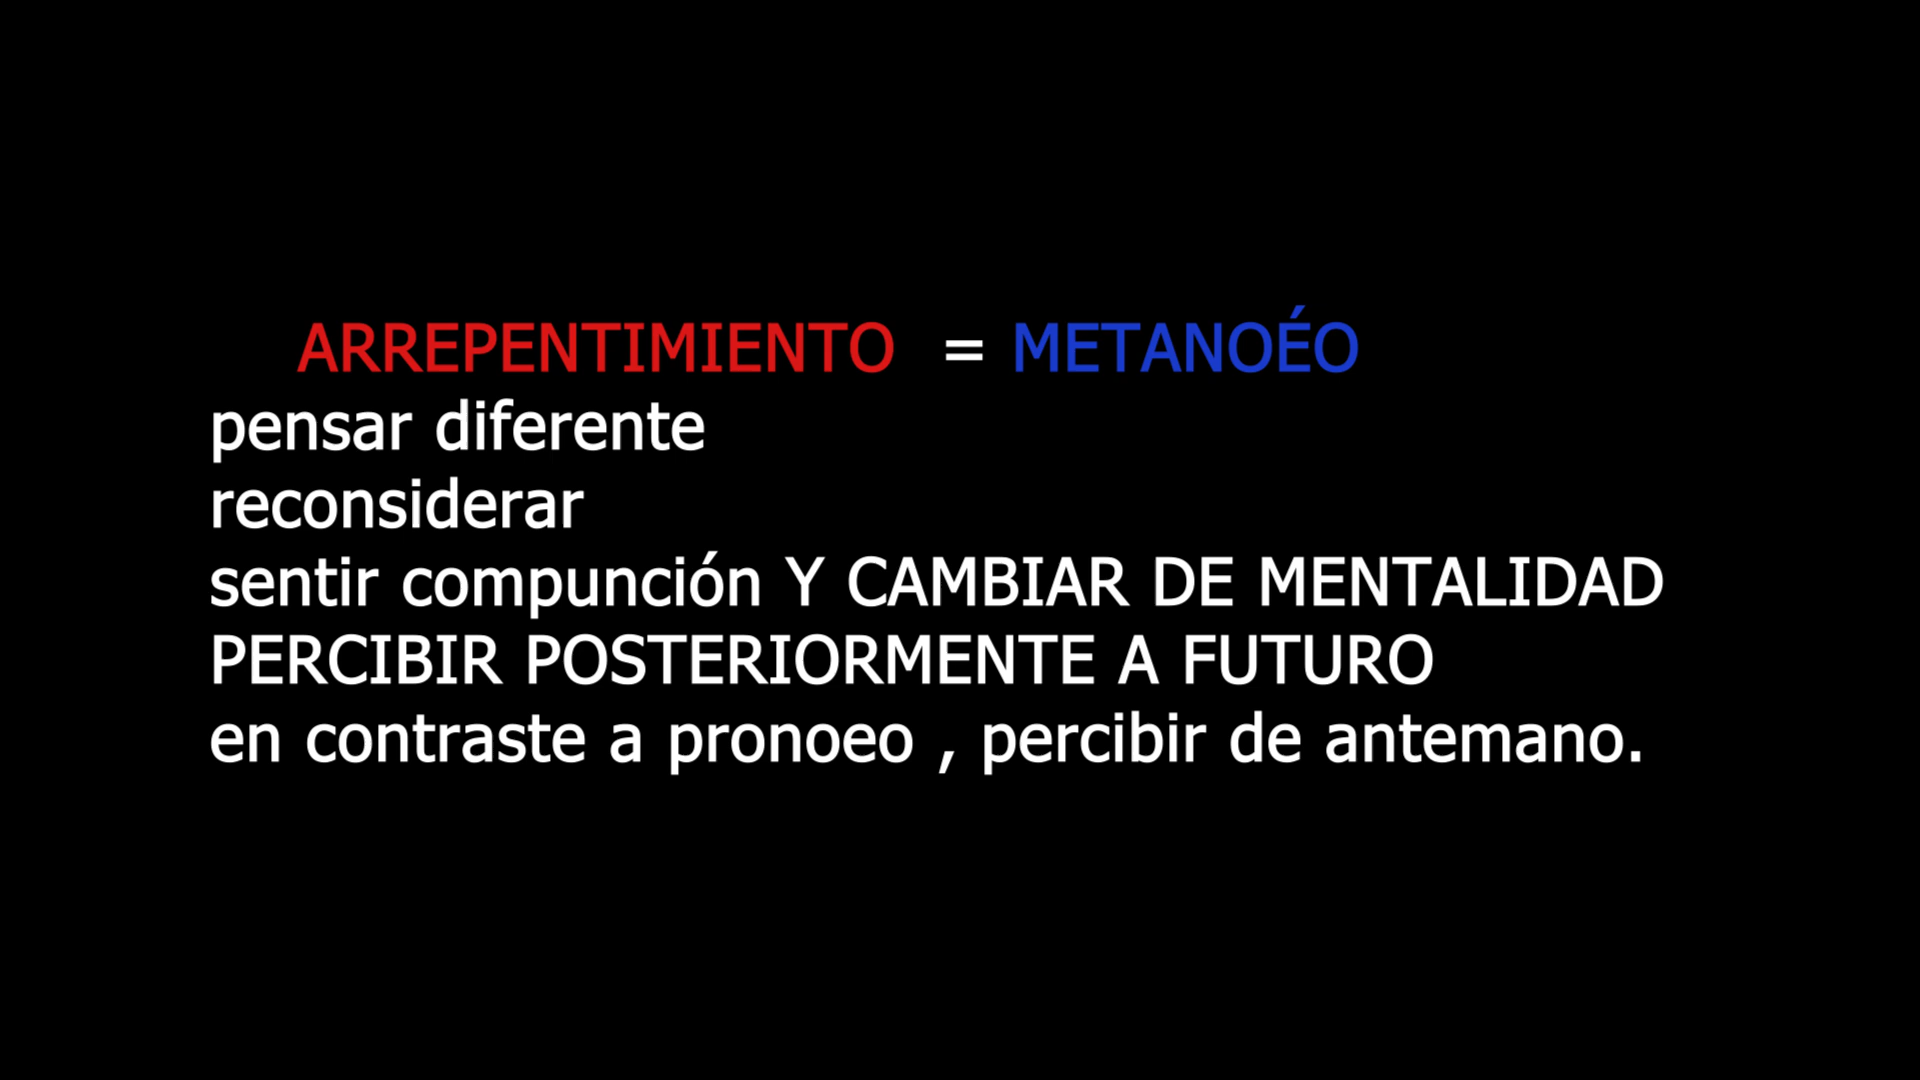 ARREPENTIMIENTO = METANOÉO
pensar diferente
reconsiderar
sentir compunción Y CAMBIAR DE MENTALIDAD
PERCIBIR POSTERIORMENTE A FUTURO
en contraste a pronoeo , percibir de antemano.